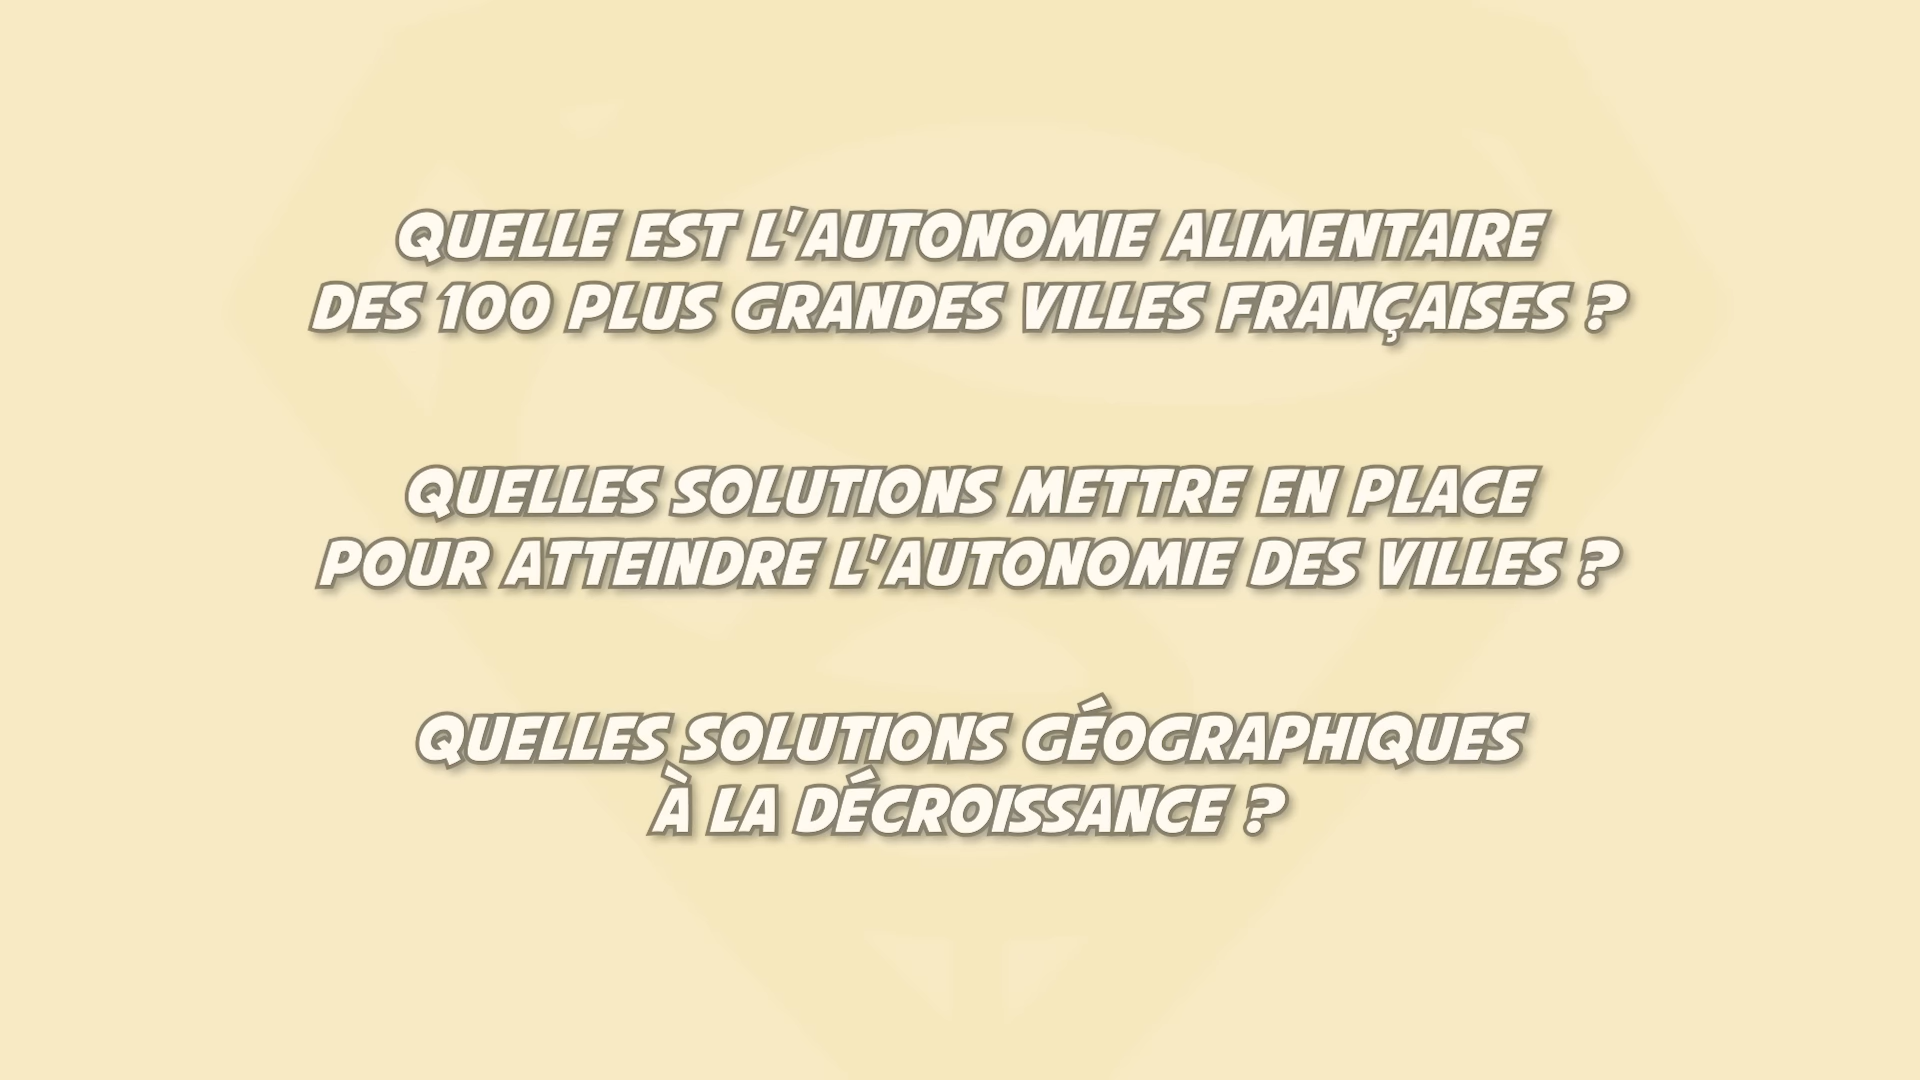 QUELLE EST L'AUTONOMIE ALIMENTAIRE
DES 100 PLUS GRANDES VILLES FRANÇAISES ?
QUELLES SOLUTIONS METTRE EN PLACE
POUR ATTEINDRE L'AUTONOMIE DES VILLES ?
QUELLES SOLUTIONS GÉOGRAPHIQUES
À LA DÉCROISSANCE ?